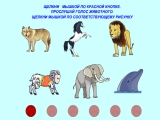 ЩЕЛКНИ МЫШКОЙ ПО КРАСНОЙ КНОПКЕ.
ПРОСЛУШАЙ ГОЛОС ЖИВОТНОГО.
ЩЕЛКНИ МЫШКОЙ ПО СООТВЕТСТВУЮЩЕМУ РИСУНКУ